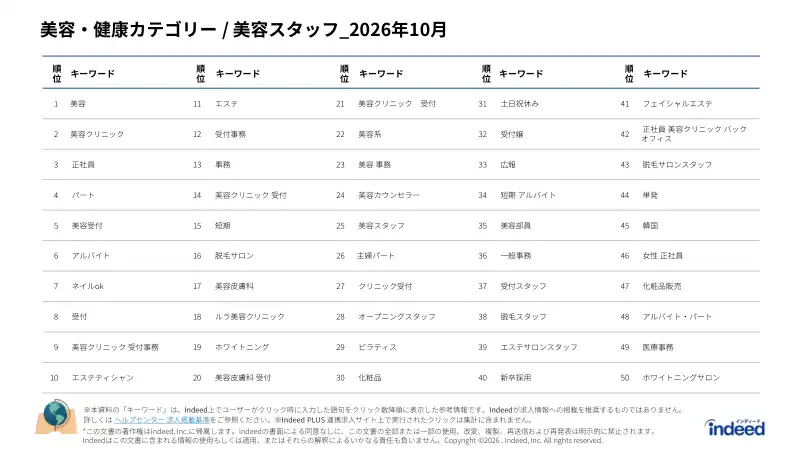 美容・健康カテゴリー / 美容スタッフ_2026年10月
順位 キーワード 順位 キーワード 順位 キーワード 順位 キーワード 順位 キーワード
1 美容 11 エステ 21 美容クリニック　受付 31 土日祝休み 41 フェイシャルエステ
2 美容クリニック 12 受付事務 22 美容系 32 受付嬢 42 正社員 美容クリニック バックオフィス
3 正社員 13 事務 23 美容 事務 33 広報 43 脱毛サロンスタッフ
4 パート 14 美容クリニック 受付 24 美容カウンセラー 34 短期 アルバイト 44 単発
5 美容受付 15 短期 25 美容スタッフ 35 美容部員 45 韓国
6 アルバイト 16 脱毛サロン 26 主婦パート 36 一般事務 46 女性 正社員
7 ネイルok 17 美容皮膚科 27 クリニック受付 37 受付スタッフ 47 化粧品販売
8 受付 18 ルラ美容クリニック 28 オープニングスタッフ 38 脱毛スタッフ 48 アルバイト・パート
9 美容クリニック 受付事務 19 ホワイトニング 29 ピラティス 39 エステサロンスタッフ 49 医療事務
10 エステティシャン 20 美容皮膚科 受付 30 化粧品 40 新卒採用 50 ホワイトニングサロン
※本資料の「キーワード」は、Indeed上でユーザーがクリック時に入力した語句をクリック数降順に表示した参考情報です。Indeedが求人情報への掲載を推奨するものではありません。
詳しくは ヘルプセンター 求人掲載基準をご参照ください。※Indeed PLUS 連携求人サイト上で実行されたクリックは集計に含まれません。
*この文書の著作権はIndeed, Inc.に帰属します。Indeedの書面による同意なしに、この文書の全部または一部の使用、改変、複製、再送信および再発表は明示的に禁止されます。
Indeedはこの文書に含まれる情報の使用もしくは適用、またはそれらの解釈によるいかなる責任も負いません。Copyright ©2026 , Indeed, Inc. All rights reserved.
インディード
indeed